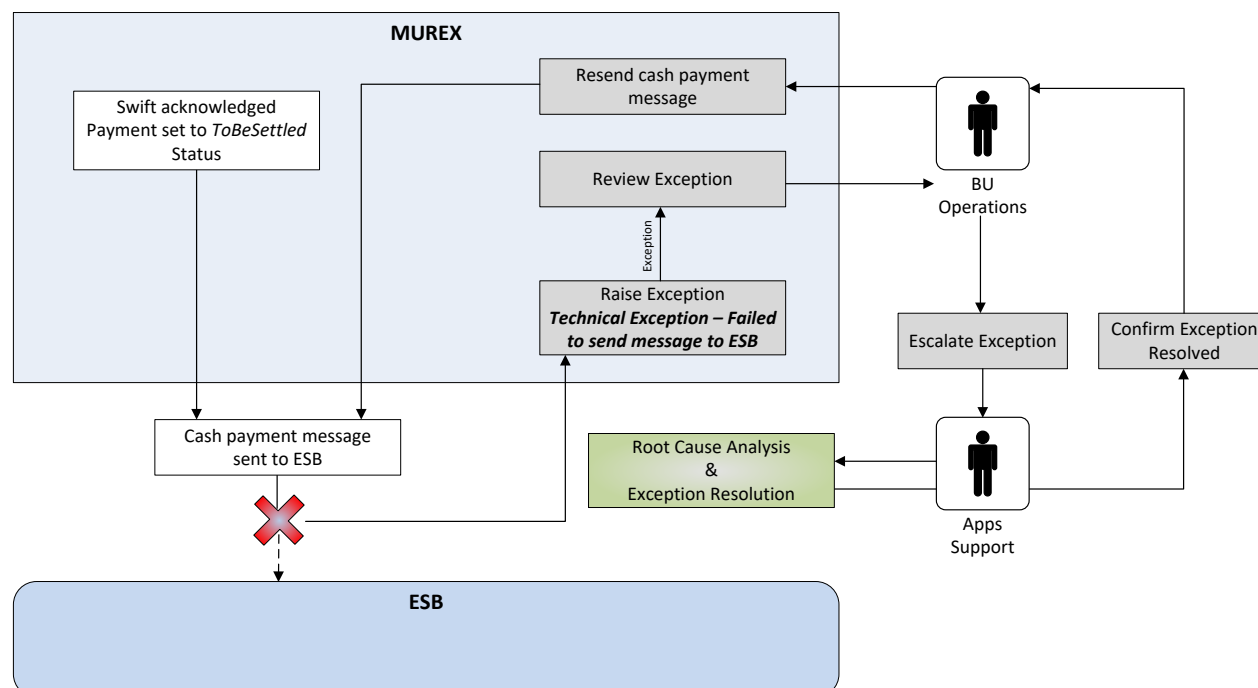 MUREX
Resend cash payment
message
Swift acknowledged
Payment set to ToBeSettled
Status
Review Exception
BU
Operations
Exception
Raise Exception
Technical Exception – Failed
to send message to ESB
Escalate Exception
Confirm Exception
Resolved
Cash payment message
sent to ESB
Root Cause Analysis
&
Exception Resolution
Apps
Support
ESB